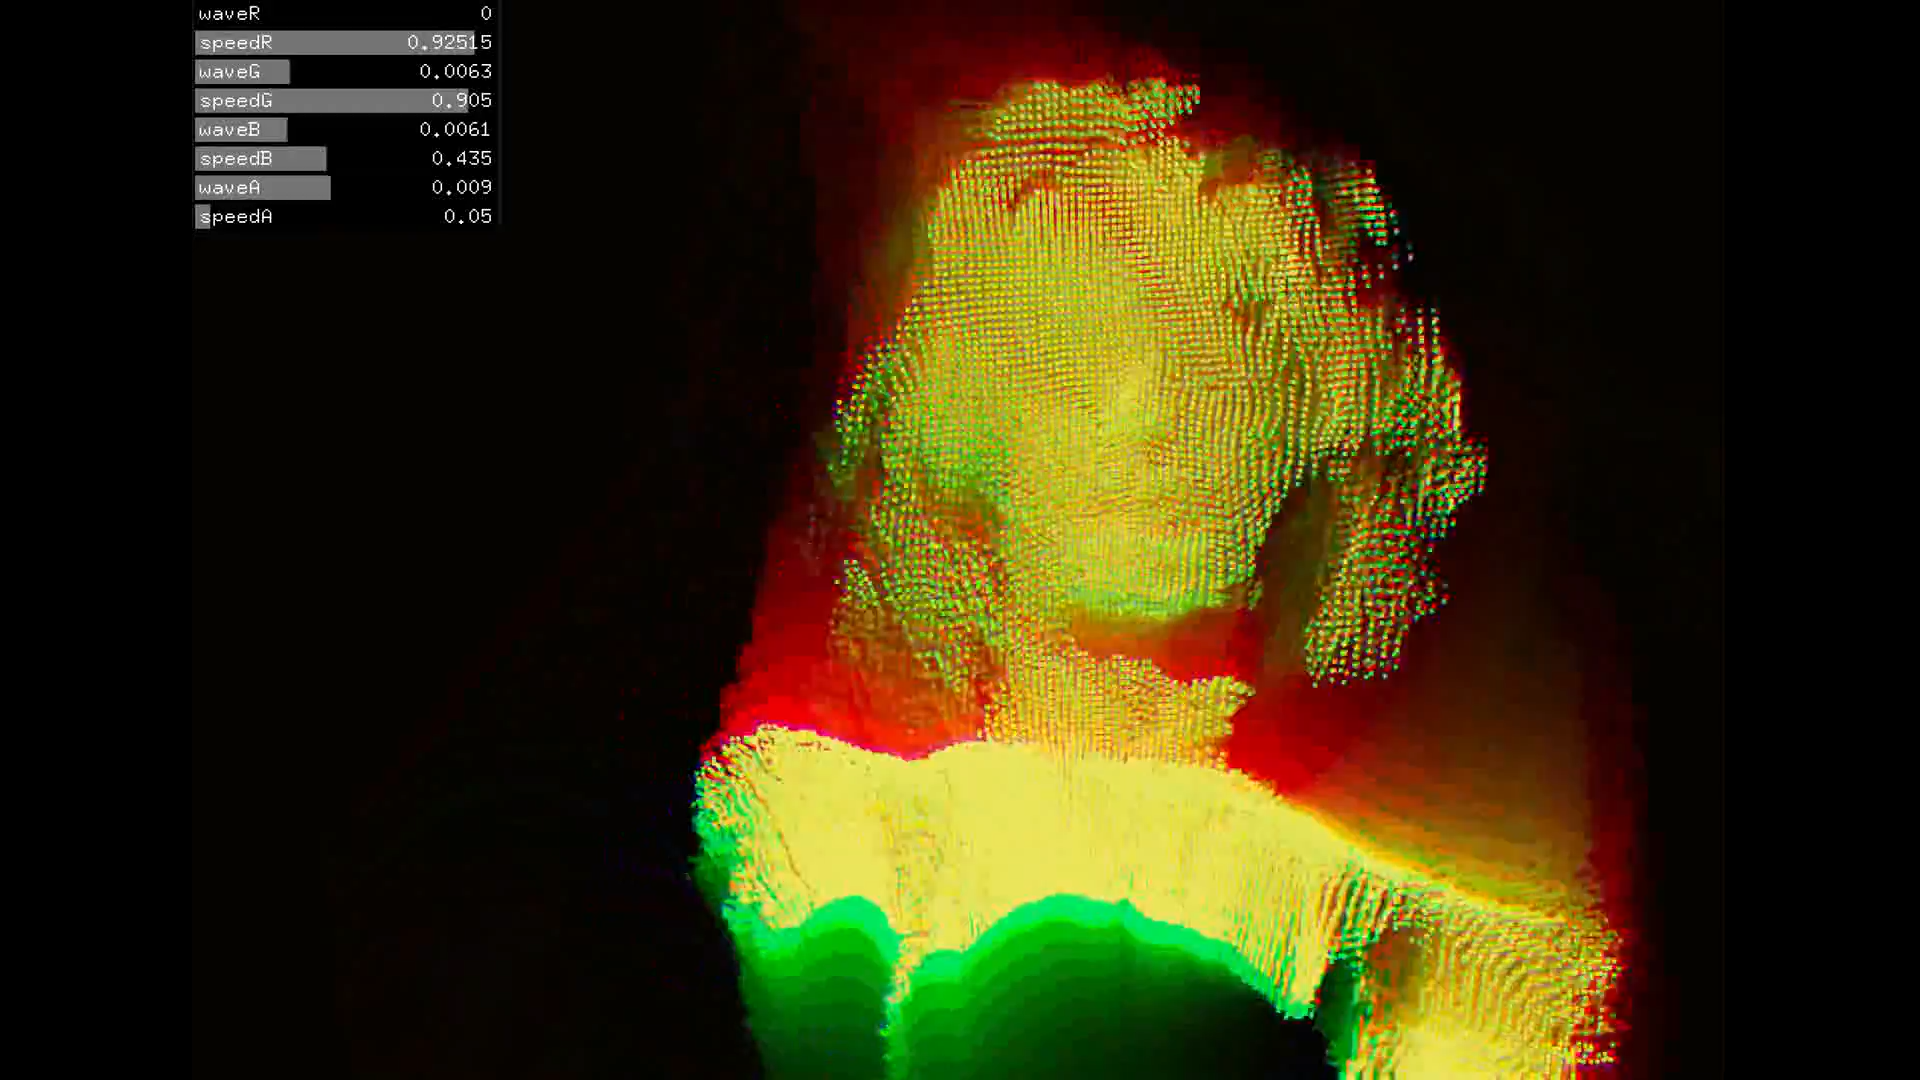 waveR 0
speedR 0.92515
waveG 0.0063
speedG 0.905
waveB 0.0061
speedB 0.435
waveA 0.009
speedA 0.05